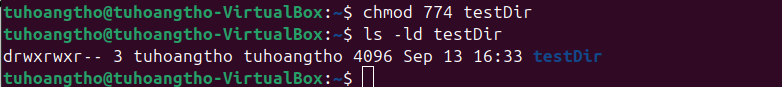 tuhoangtho@tuhoangtho-VirtualBox:~$ chmod 774 testDir
tuhoangtho@tuhoangtho-VirtualBox:~$ ls -ld testDir
drwxrwxr-- 3 tuhoangtho tuhoangtho 4096 Sep 13 16:33 testDir
tuhoangtho@tuhoangtho-VirtualBox:~$